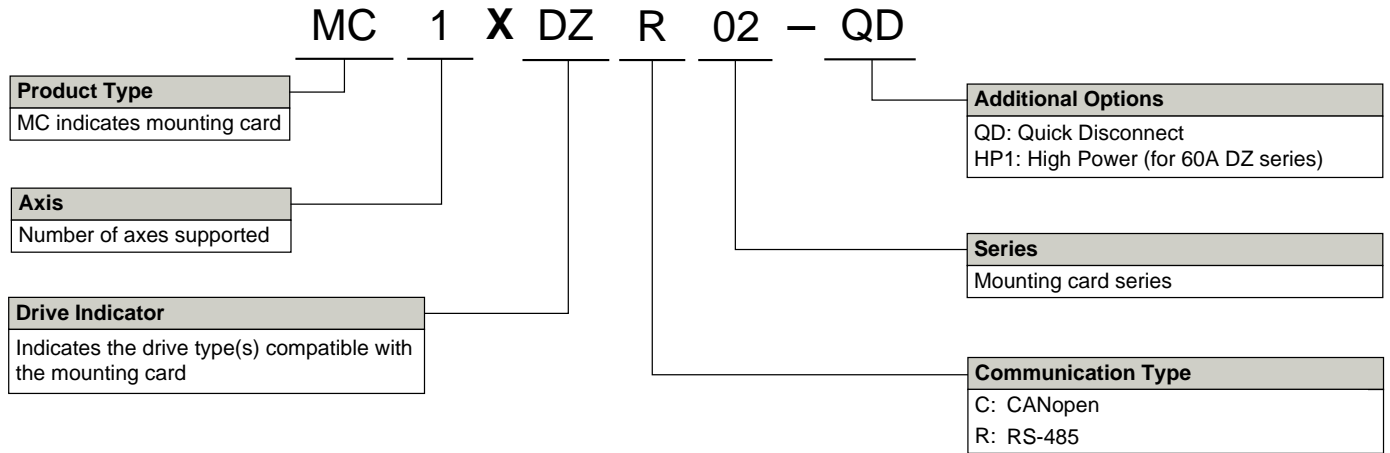 MC 1 X DZ R 02 – QD
Product Type
MC indicates mounting card
Axis
Number of axes supported
Drive Indicator
Indicates the drive type(s) compatible with
the mounting card
Additional Options
QD: Quick Disconnect
HP1: High Power (for 60A DZ series)
Series
Mounting card series
Communication Type
C: CANopen
R: RS-485